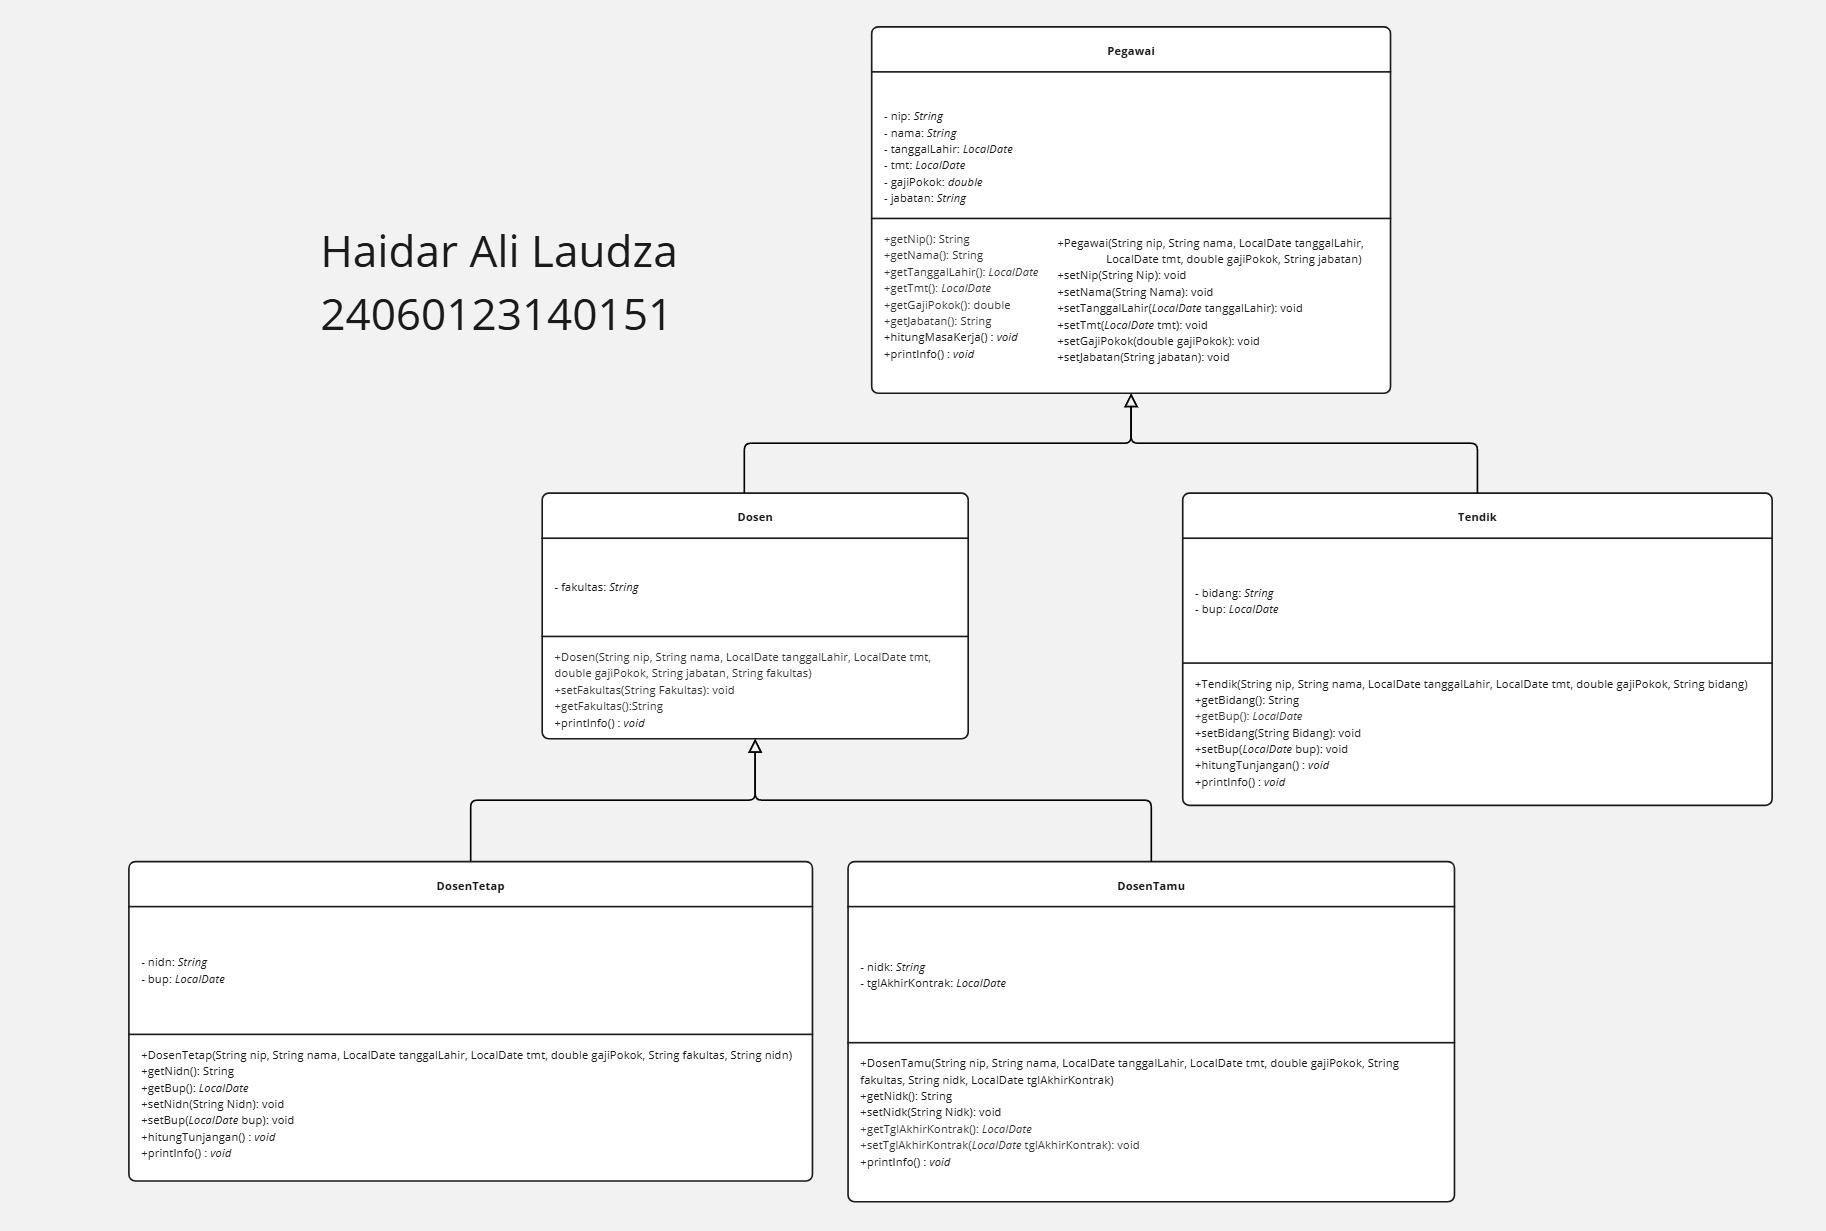 Pegawai
- nip: String
- nama: String
- tanggalLahir: LocalDate
- tmt: LocalDate
- gajiPokok: double
- jabatan: String
+getNip(): String
+getNama(): String
+getTanggalLahir(): LocalDate
+getTmt(): LocalDate
+getGajiPokok(): double
+getJabatan(): String
+hitungMasaKerja() : void
+printInfo() : void
+Pegawai(String nip, String nama, LocalDate tanggalLahir,
LocalDate tmt, double gajiPokok, String jabatan)
+setNip(String Nip): void
+setNama(String Nama): void
+setTanggalLahir(LocalDate tanggalLahir): void
+setTmt(LocalDate tmt): void
+setGajiPokok(double gajiPokok): void
+setJabatan(String jabatan): void
Haidar Ali Laudza
24060123140151
Dosen
- fakultas: String
+Dosen(String nip, String nama, LocalDate tanggalLahir, LocalDate tmt,
double gajiPokok, String jabatan, String fakultas)
+setFakultas(String Fakultas): void
+getFakultas():String
+printInfo() : void
Tendik
- bidang: String
- bup: LocalDate
+Tendik(String nip, String nama, LocalDate tanggalLahir, LocalDate tmt, double gajiPokok, String bidang)
+getBidang(): String
+getBup(): LocalDate
+setBidang(String Bidang): void
+setBup(LocalDate bup): void
+hitungTunjangan() : void
+printInfo() : void
DosenTetap
- nidn: String
- bup: LocalDate
+DosenTetap(String nip, String nama, LocalDate tanggalLahir, LocalDate tmt, double gajiPokok, String fakultas, String nidn)
+getNidn(): String
+getBup(): LocalDate
+setNidn(String Nidn): void
+setBup(LocalDate bup): void
+hitungTunjangan() : void
+printInfo() : void
DosenTamu
- nidk: String
- tglAkhirKontrak: LocalDate
+DosenTamu(String nip, String nama, LocalDate tanggalLahir, LocalDate tmt, double gajiPokok, String
fakultas, String nidk, LocalDate tglAkhirKontrak)
+getNidk(): String
+setNidk(String Nidk): void
+getTglAkhirKontrak(): LocalDate
+setTglAkhirKontrak(LocalDate tglAkhirKontrak): void
+printInfo() : void